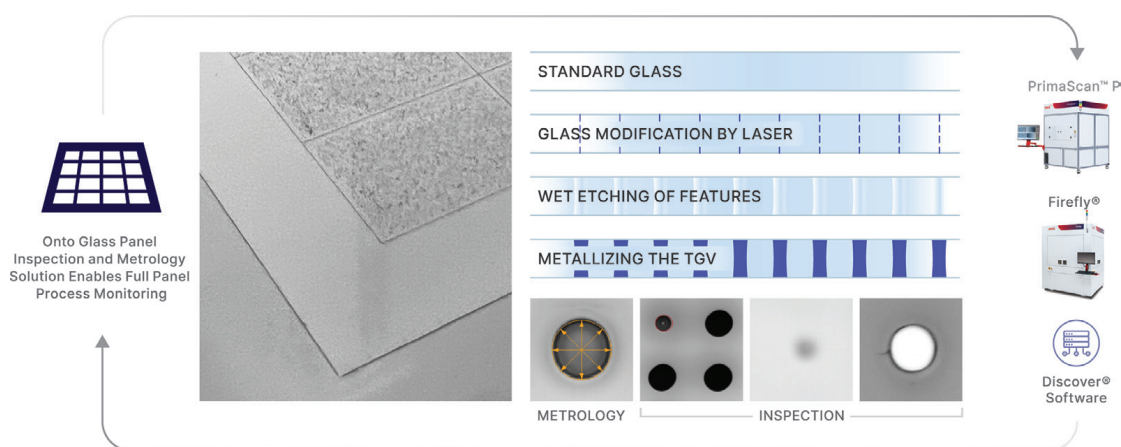 Onto Glass Panel
Inspection and Metrology
Solution Enables Full Panel
Process Monitoring
STANDARD GLASS
GLASS MODIFICATION BY LASER
WET ETCHING OF FEATURES
METALLIZING THE TGV
METROLOGY
INSPECTION
PrimaScan™ P
Firefly®
Discover®
Software